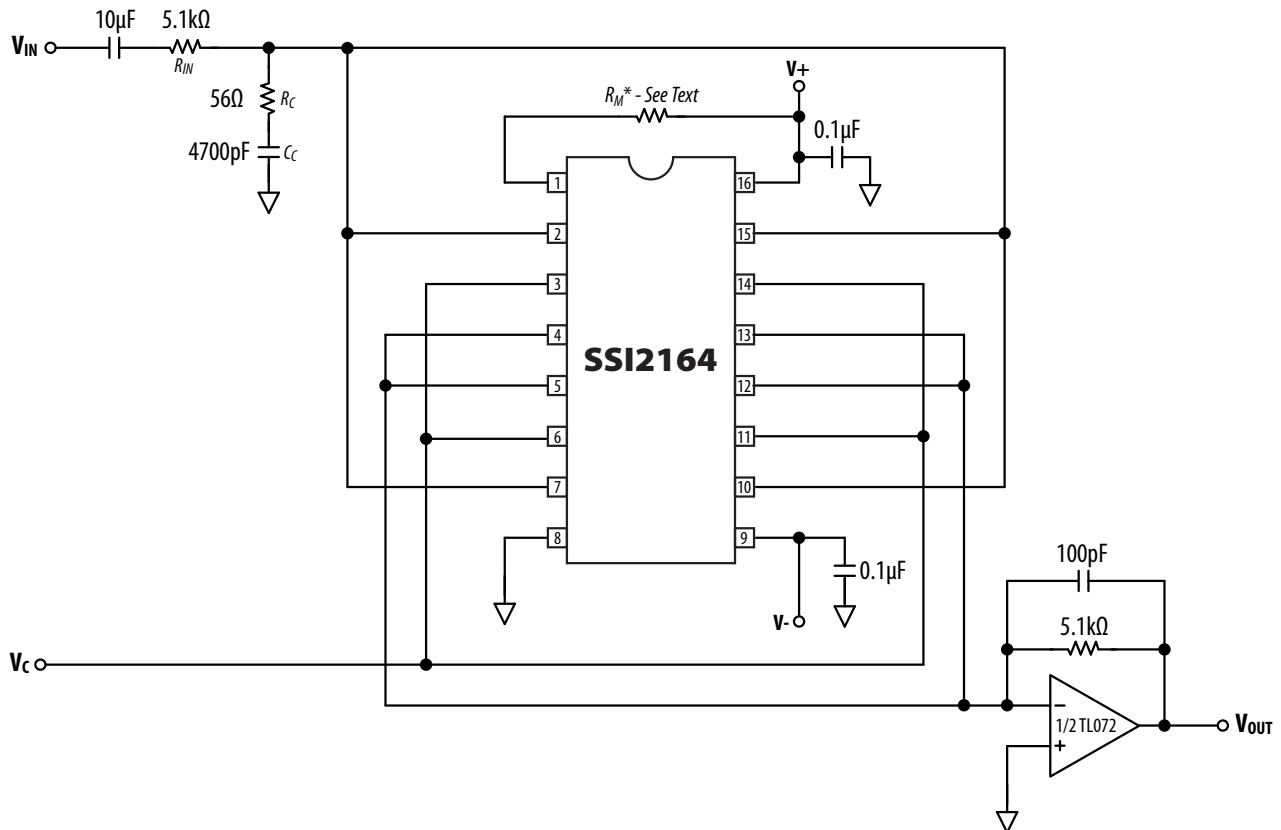 10µF
5.1kΩ
VIN
RIN
56Ω
RC
4700pF
CC
RM* - See Text
V+
0.1µF
1
16
2
15
3
14
4
13
SSI2164
5
12
6
11
7
10
8
9
0.1µF
V-
100pF
5.1kΩ
VC
−
1/2 TL072
+
VOUT